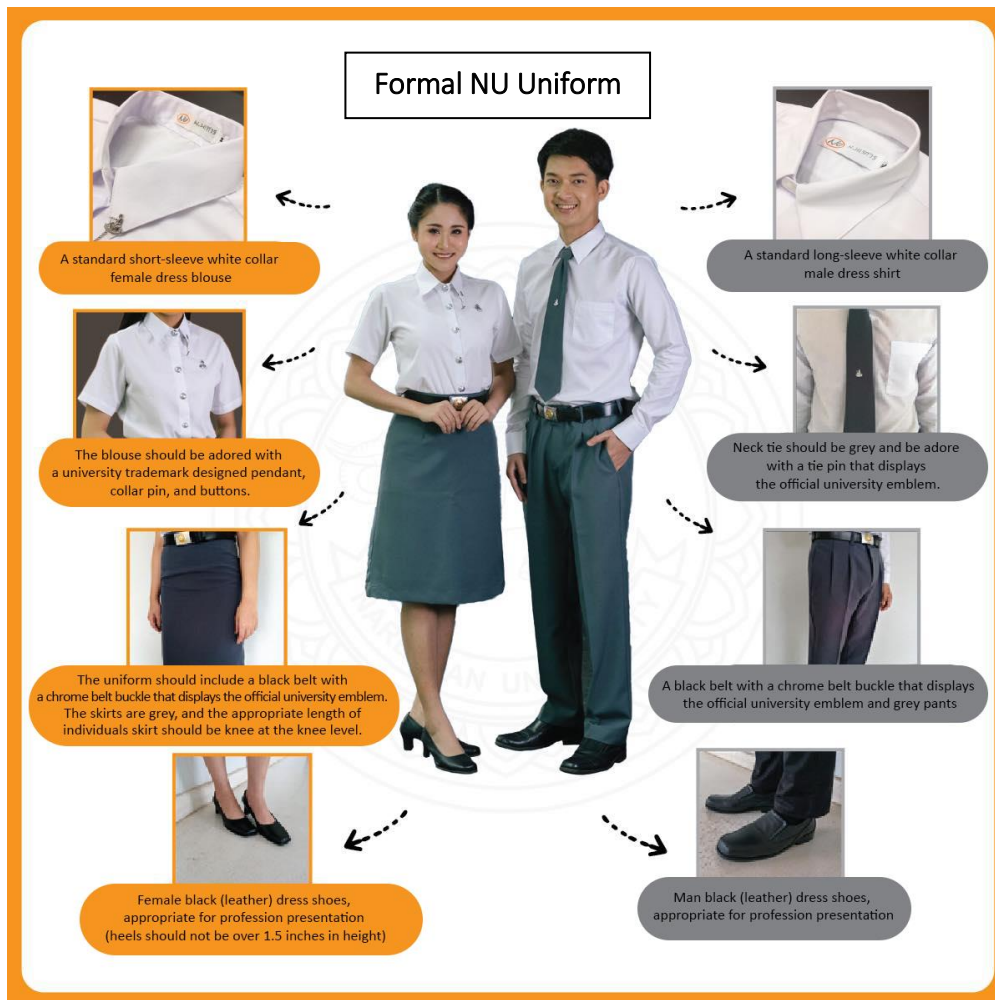 Formal NU Uniform
A standard short-sleeve white collar
female dress blouse
The blouse should be adored with
a university trademark designed pendant,
collar pin, and buttons.
The uniform should include a black belt with
a chrome belt buckle that displays the official university emblem.
The skirts are grey, and the appropriate length of
individuals skirt should be knee at the knee level.
Female black (leather) dress shoes,
appropriate for profession presentation
(heels should not be over 1.5 inches in height)
A standard long-sleeve white collar
male dress shirt
Neck tie should be grey and be adore
with a tie pin that displays
the official university emblem.
A black belt with a chrome belt buckle that displays
the official university emblem and grey pants
Man black (leather) dress shoes,
appropriate for profession presentation